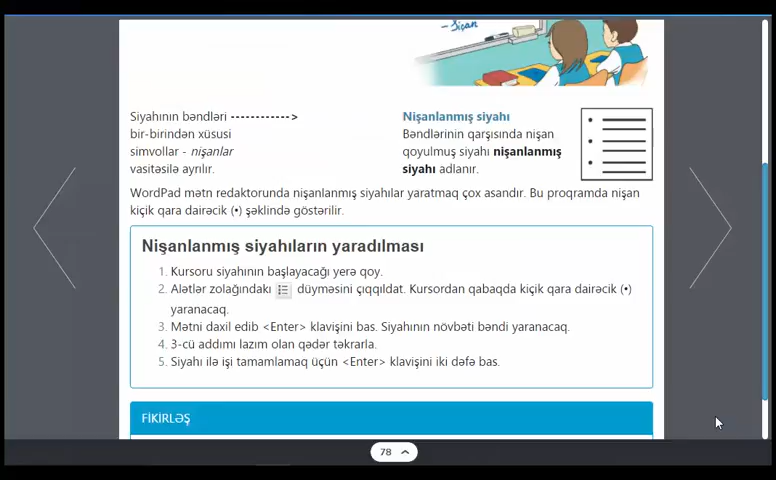 Siyahının bəndləri ------------>
bir-birindən xüsusi
simvollar - nişanlar
vasitəsilə ayrılır.
Nişanlanmış siyahı
Bəndlərinin qarşısında nişan
qoyulmuş siyahı nişanlanmış
siyahı adlanır.
WordPad mətn redaktorunda nişanlanmış siyahılar yaratmaq çox asandır. Bu proqramda nişan
kiçik qara dairəcik (•) şəklində göstərilir.
Nişanlanmış siyahıların yaradılması
1. Kursoru siyahının başlayacağı yerə qoy.
2. Alətlər zolağındakı düyməsini çıqqıldat. Kursordan qabaqda kiçik qara dairəcik (•)
yaranacaq.
3. Mətni daxil edib <Enter> klavişini bas. Siyahının növbəti bəndi yaranacaq.
4. 3-cü addımı lazım olan qədər təkrarla.
5. Siyahı ilə işi tamamlamaq üçün <Enter> klavişini iki dəfə bas.
FİKİRLƏŞ
78